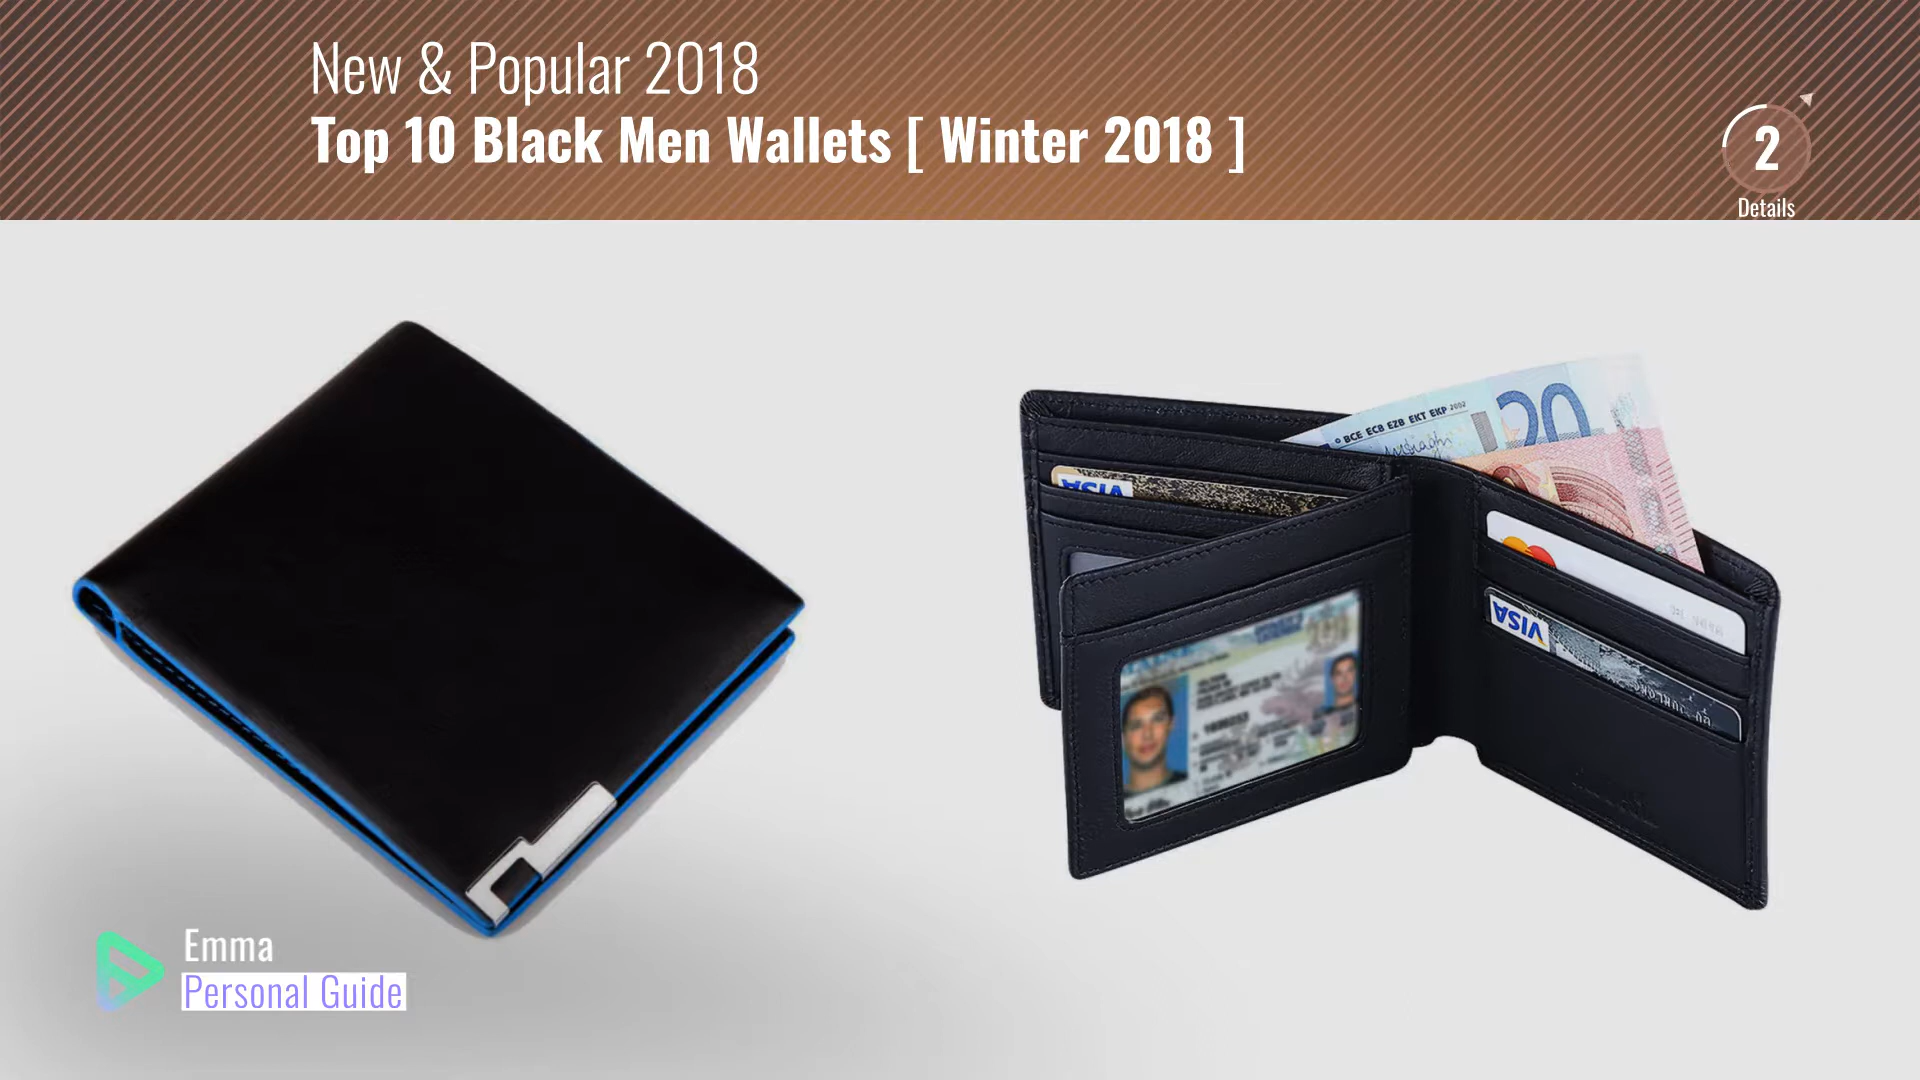 New & Popular 2018
Top 10 Black Men Wallets [ Winter 2018 ]
2
Details
BCE ECB EZB EKT EKP 2002
20
VISA
VISA
Emma
Personal Guide